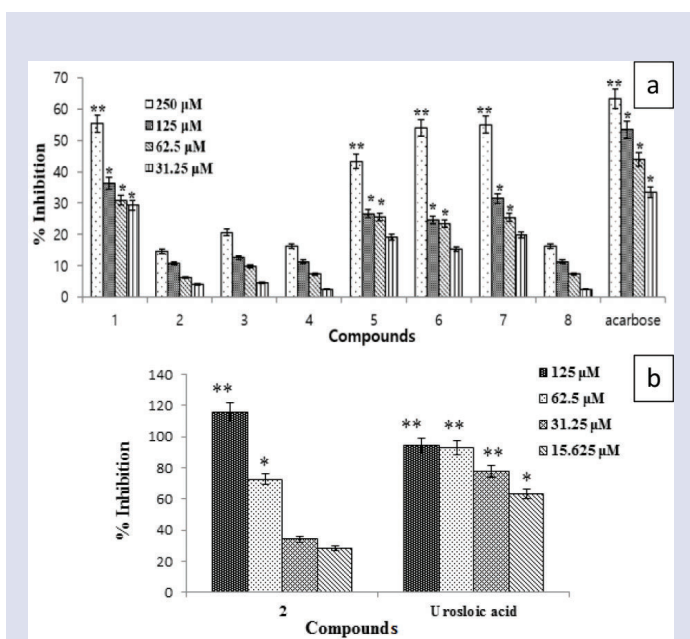 a
70
60
50
40
30
20
10
0
% Inhibition
250 µM
125 µM
62.5 µM
31.25 µM
** * * *
** * *
** * *
** * *
** * * *
1 2 3 4 5 6 7 8 acarbose
Compounds
b
140
120
100
80
60
40
20
0
% Inhibition
125 µM
62.5 µM
31.25 µM
15.625 µM
** *
** ** ** *
2 Urosloic acid
Compounds